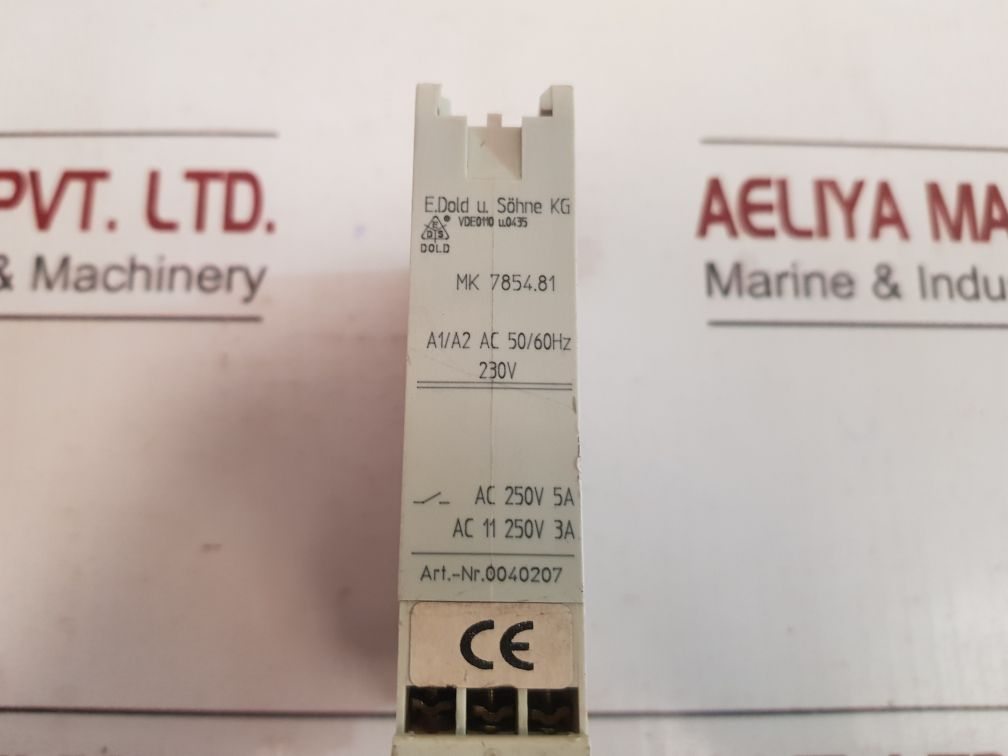 PVT. LTD.
& Machinery
AELIYA MA
Marine & Indu
E.Dold u. Söhne KG
VDE0110 u.0435
E
D S
DOLD
MK 7854.81
A1/A2 AC 50/60Hz
230V
AC 250V 5A
AC 11 250V 3A
Art.-Nr.0040207
CE